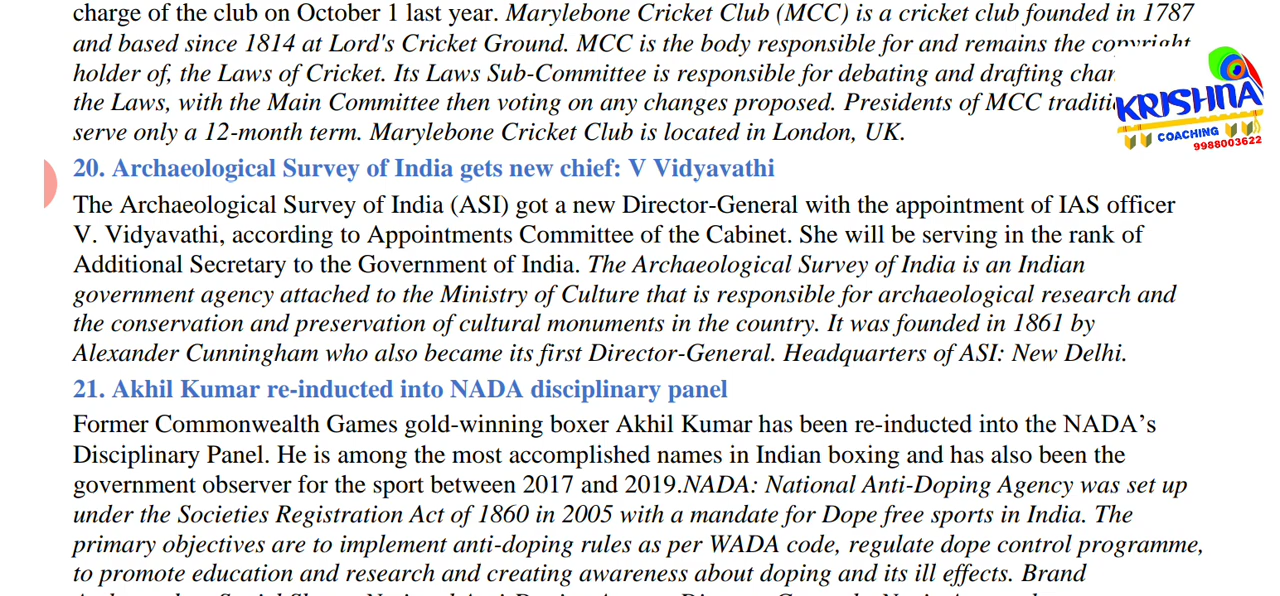 charge of the club on October 1 last year. Marylebone Cricket Club (MCC) is a cricket club founded in 1787
and based since 1814 at Lord's Cricket Ground. MCC is the body responsible for and remains the copyright
holder of, the Laws of Cricket. Its Laws Sub-Committee is responsible for debating and drafting
the Laws, with the Main Committee then voting on any changes proposed. Presidents of MCC
serve only a 12-month term. Marylebone Cricket Club is located in London, UK.
KRISHNA
COACHING
9988003622
20. Archaeological Survey of India gets new chief: V Vidyavathi
The Archaeological Survey of India (ASI) got a new Director-General with the appointment of IAS officer
V. Vidyavathi, according to Appointments Committee of the Cabinet. She will be serving in the rank of
Additional Secretary to the Government of India. The Archaeological Survey of India is an Indian
government agency attached to the Ministry of Culture that is responsible for archaeological research and
the conservation and preservation of cultural monuments in the country. It was founded in 1861 by
Alexander Cunningham who also became its first Director-General. Headquarters of ASI: New Delhi.
21. Akhil Kumar re-inducted into NADA disciplinary panel
Former Commonwealth Games gold-winning boxer Akhil Kumar has been re-inducted into the NADA’s
Disciplinary Panel. He is among the most accomplished names in Indian boxing and has also been the
government observer for the sport between 2017 and 2019.NADA: National Anti-Doping Agency was set up
under the Societies Registration Act of 1860 in 2005 with a mandate for Dope free sports in India. The
primary objectives are to implement anti-doping rules as per WADA code, regulate dope control programme,
to promote education and research and creating awareness about doping and its ill effects. Brand